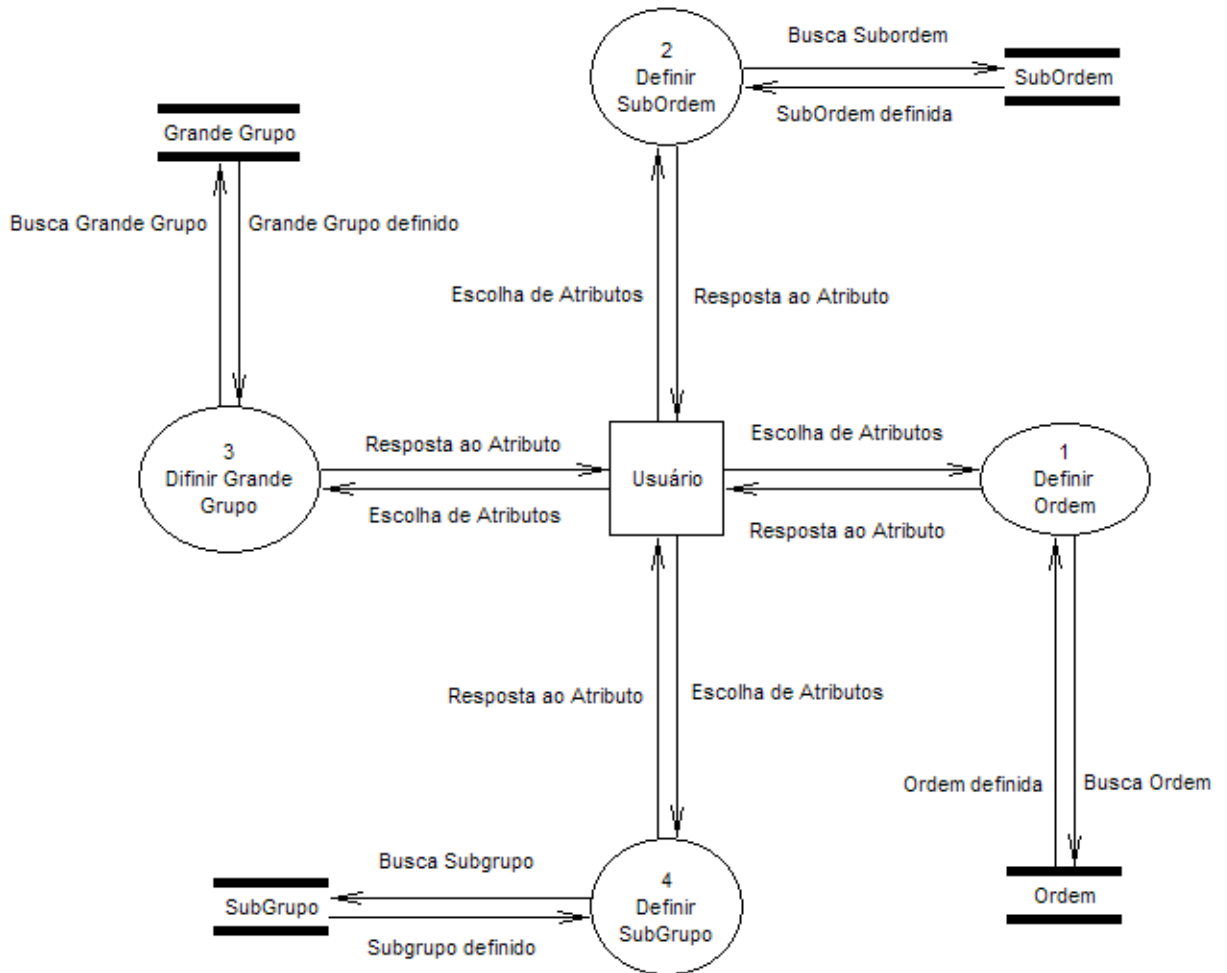 Busca Subordem
2
Definir
SubOrdem
SubOrdem
SubOrdem definida
Grande Grupo
Busca Grande Grupo
Grande Grupo definido
Escolha de Atributos
Resposta ao Atributo
3
Difinir Grande
Grupo
Resposta ao Atributo
Escolha de Atributos
Usuário
Escolha de Atributos
Resposta ao Atributo
1
Definir
Ordem
Resposta ao Atributo
Escolha de Atributos
Ordem definida
Busca Ordem
Busca Subgrupo
SubGrupo
Subgrupo definido
4
Definir
SubGrupo
Ordem